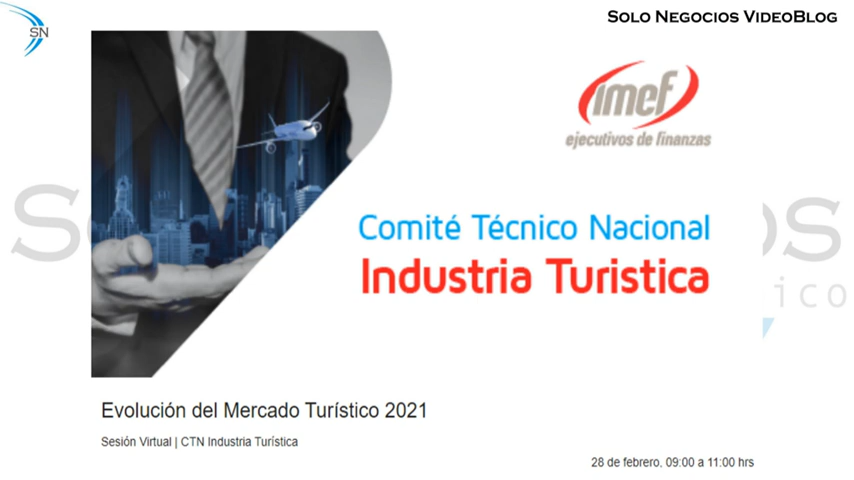 SN
SOLO NEGOCIOS VIDEOBLOG
imef
ejecutivos de finanzas
Comité Técnico Nacional
Industria Turistica
Evolución del Mercado Turístico 2021
Sesión Virtual | CTN Industria Turística
28 de febrero, 09:00 a 11:00 hrs